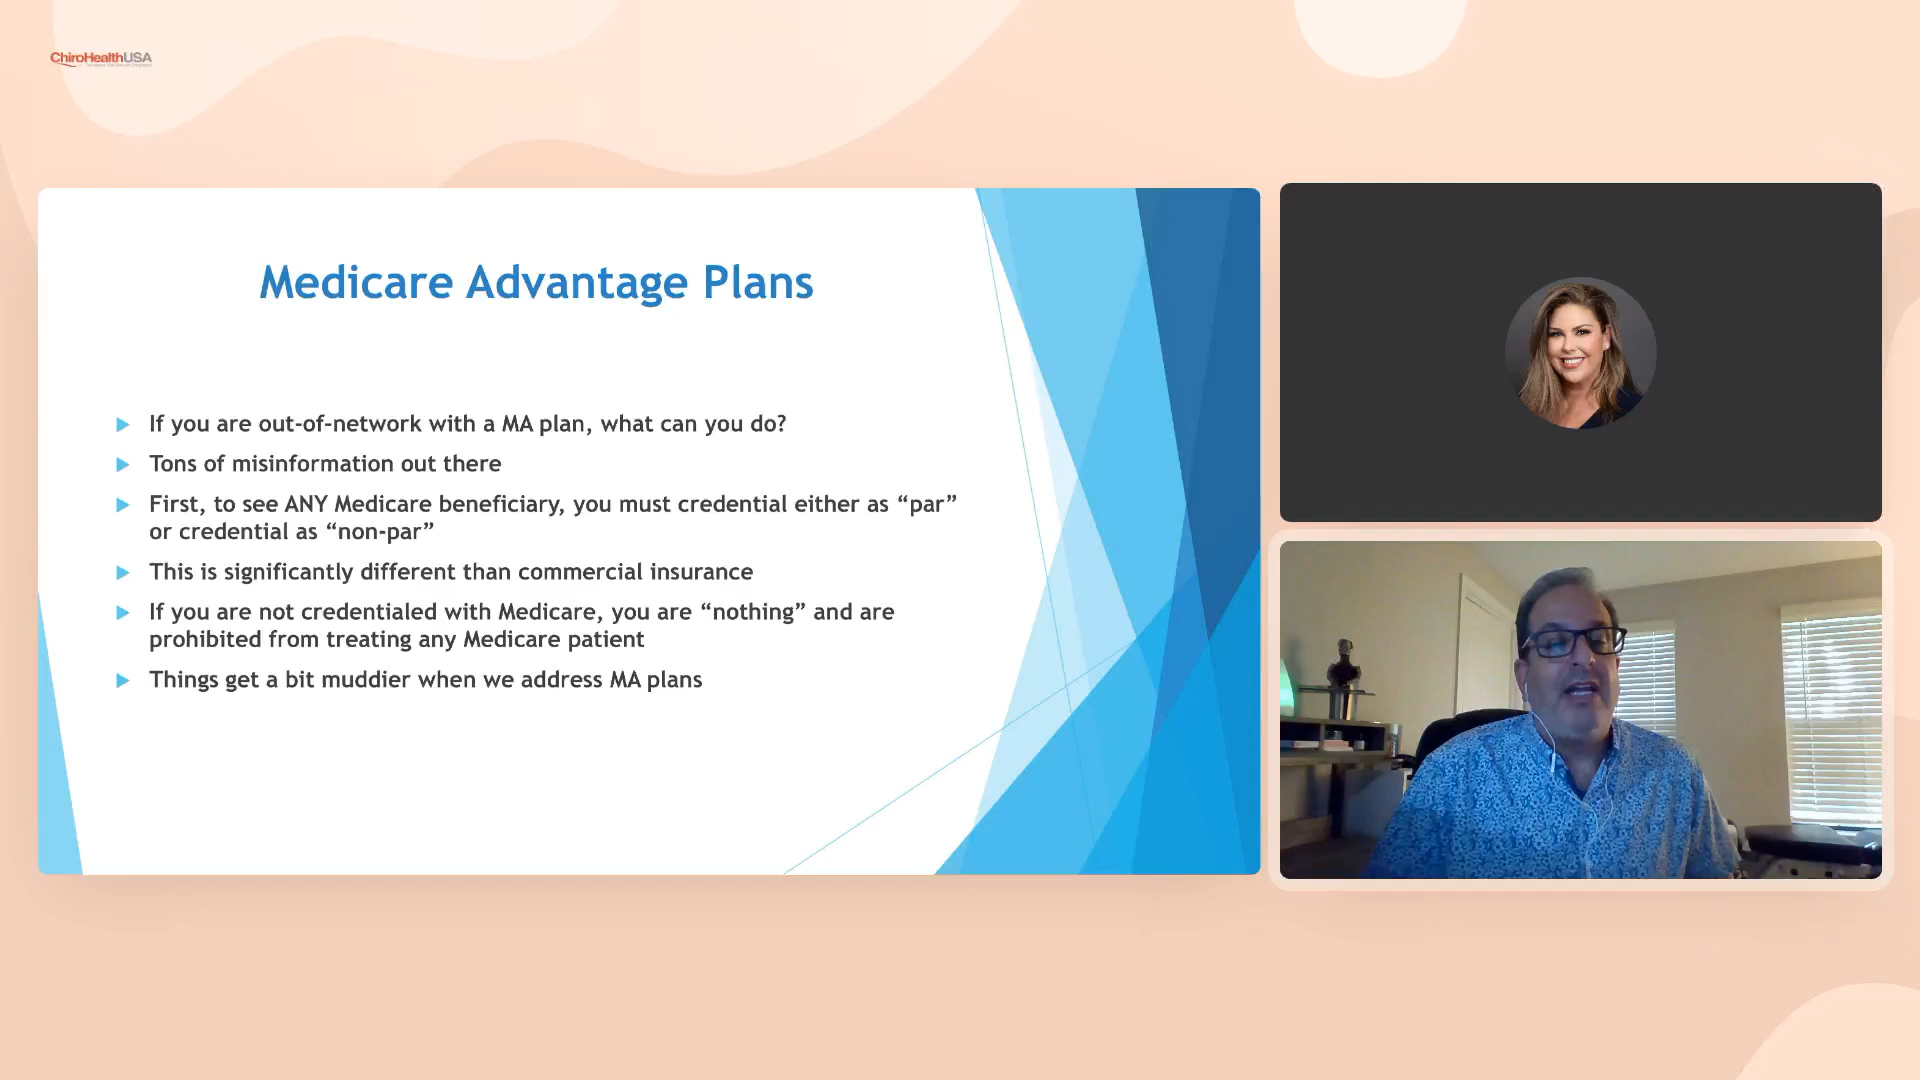 ChiroHealthUSA
Medicare Advantage Plans
If you are out-of-network with a MA plan, what can you do?
Tons of misinformation out there
First, to see ANY Medicare beneficiary, you must credential either as “par”
or credential as “non-par”
This is significantly different than commercial insurance
If you are not credentialed with Medicare, you are “nothing” and are
prohibited from treating any Medicare patient
Things get a bit muddier when we address MA plans